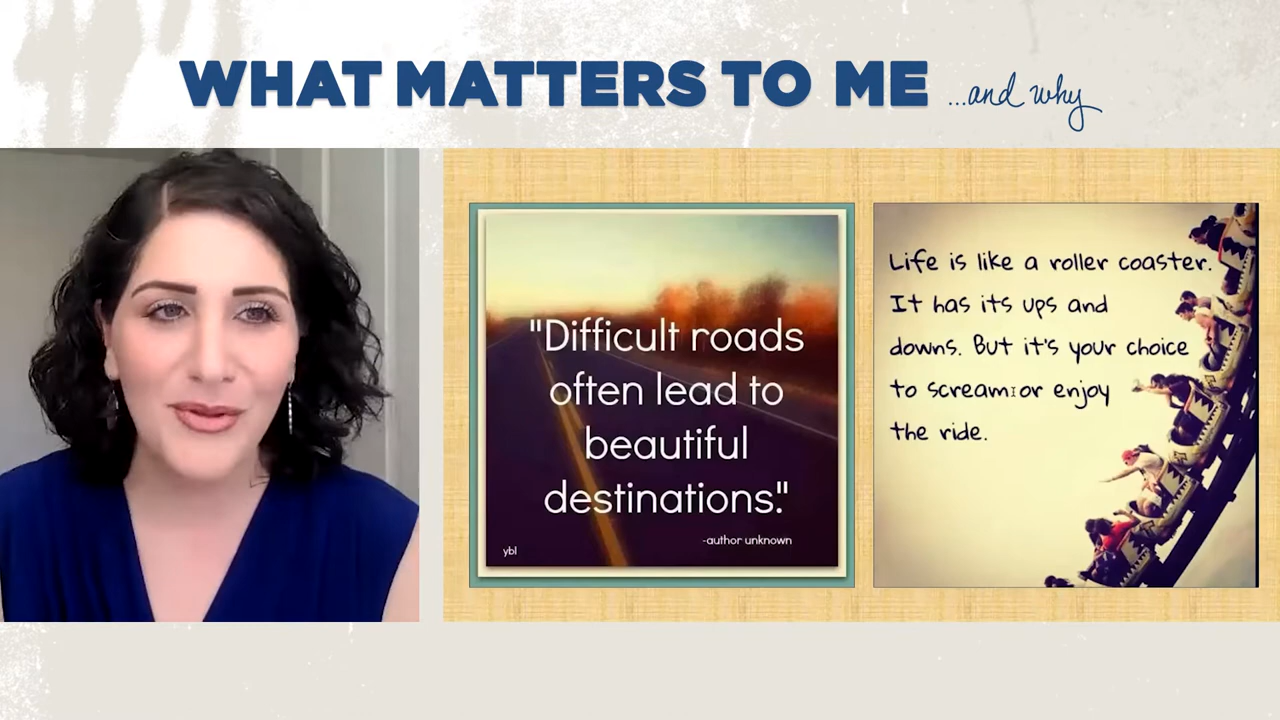 WHAT MATTERS TO ME ...and why
"Difficult roads
often lead to
beautiful
destinations."
-author unknown
ybl
Life is like a roller coaster.
It has its ups and
downs. But it's your choice
to scream or enjoy
the ride.